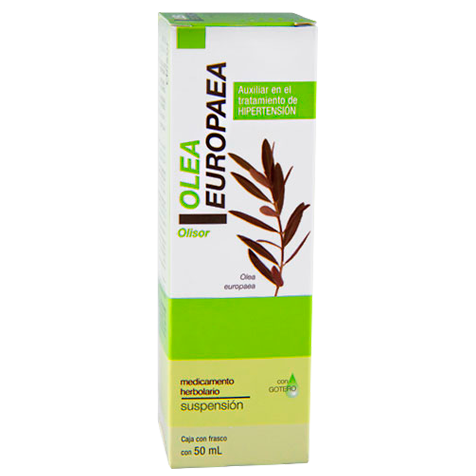 OLEA
EUROPAEA
Olisor
Auxiliar en el
tratamiento de
HIPERTENSIÓN
Olea
europaea
medicamento
herbolario
suspensión
con
GOTERO
Caja con frasco
con 50 mL